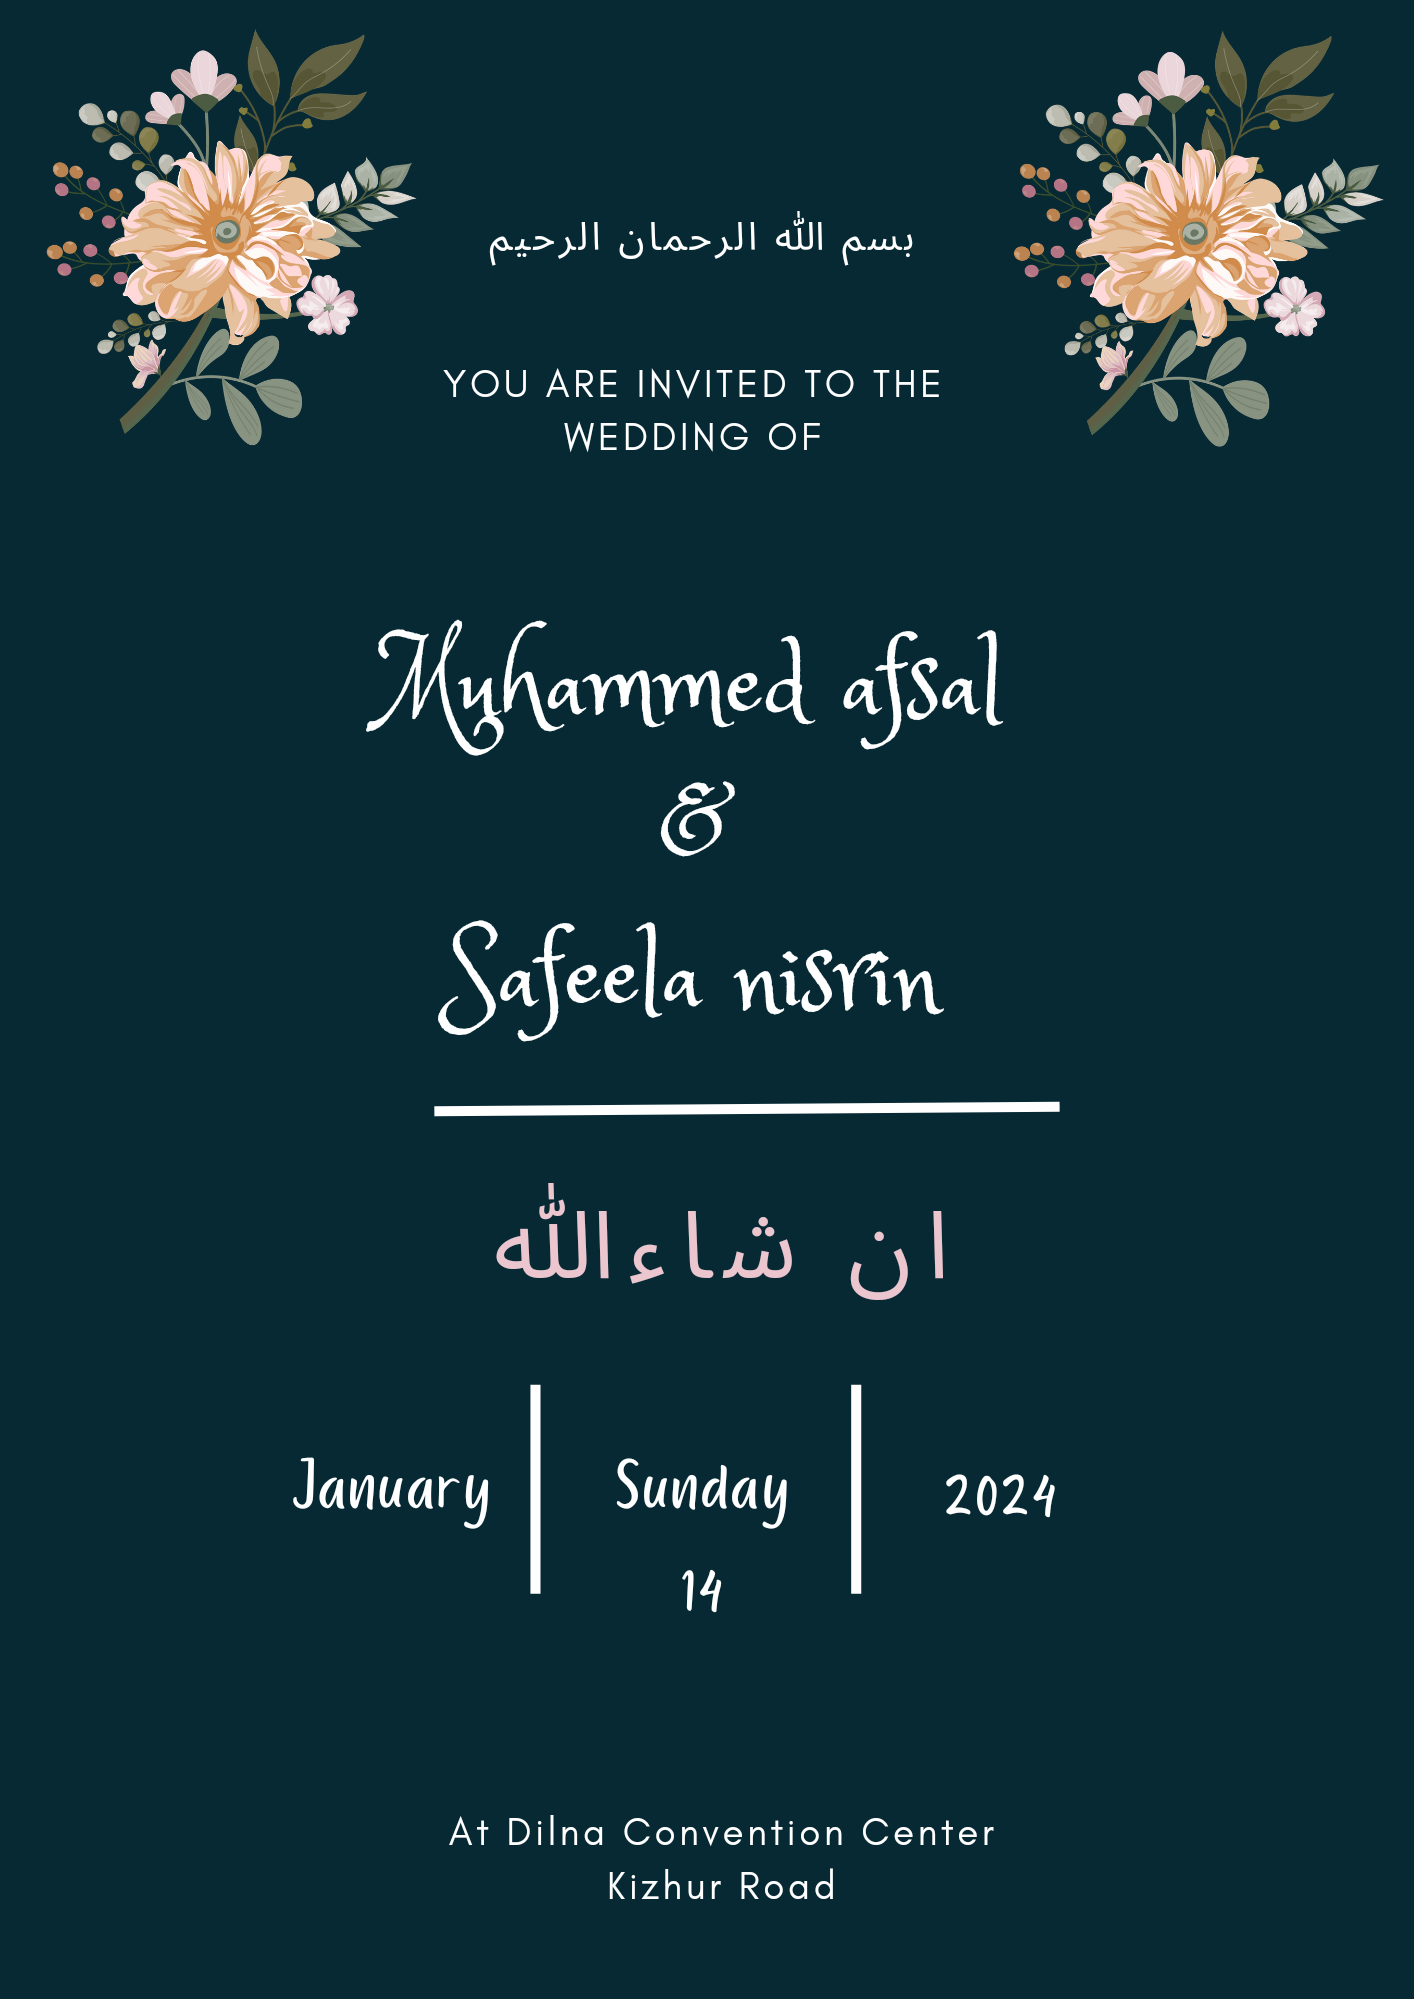 بسم الله الرحمان الرحيم
YOU ARE INVITED TO THE
WEDDING OF
Muhammed afsal
&
Safeela nisrin
ان شاءالله
January
Sunday
2024
14
At Dilna Convention Center
Kizhur Road